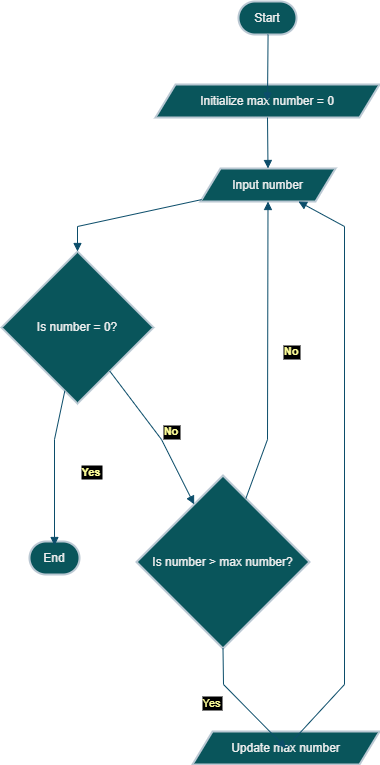 Start
Initialize max number = 0
Input number
Is number = 0?
No
No
Yes
End
Is number > max number?
Yes
Update max number